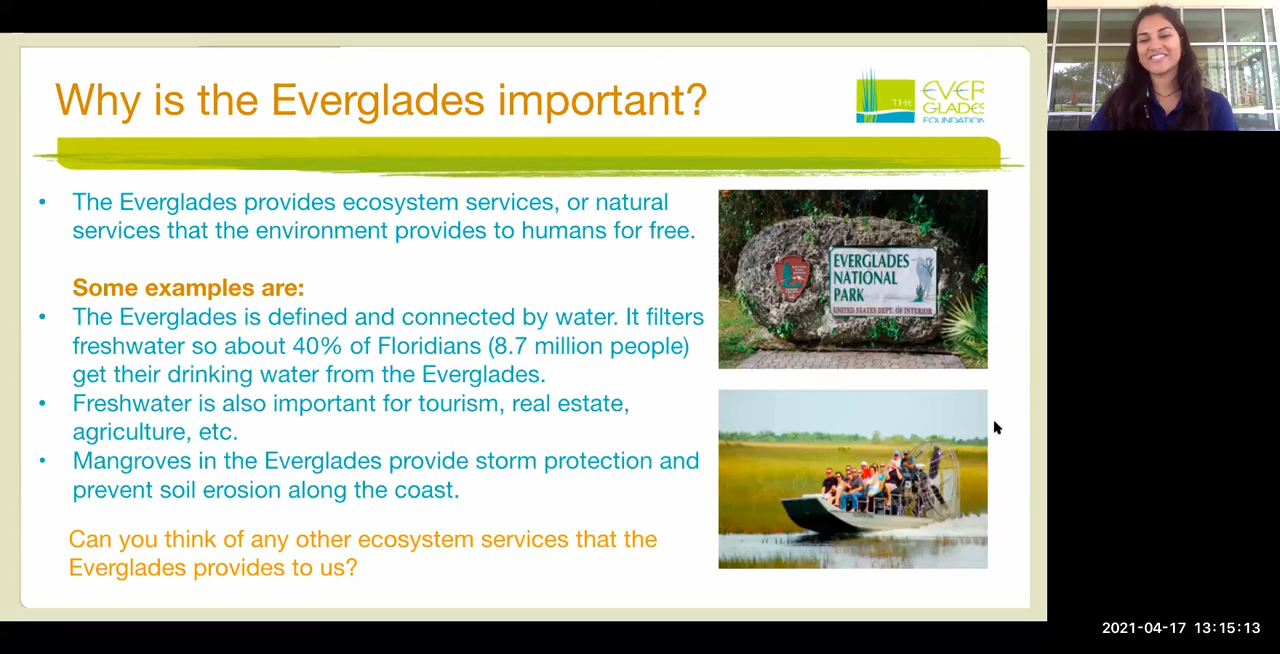 Why is the Everglades important?
THE
EVER
GLADES
FOUNDATION
• The Everglades provides ecosystem services, or natural
services that the environment provides to humans for free.
Some examples are:
• The Everglades is defined and connected by water. It filters
freshwater so about 40% of Floridians (8.7 million people)
get their drinking water from the Everglades.
• Freshwater is also important for tourism, real estate,
agriculture, etc.
• Mangroves in the Everglades provide storm protection and
prevent soil erosion along the coast.
Can you think of any other ecosystem services that the
Everglades provides to us?
EVERGLADES
NATIONAL
PARK
UNITED STATES DEPT. OF INTERIOR
2021-04-17 13:15:13